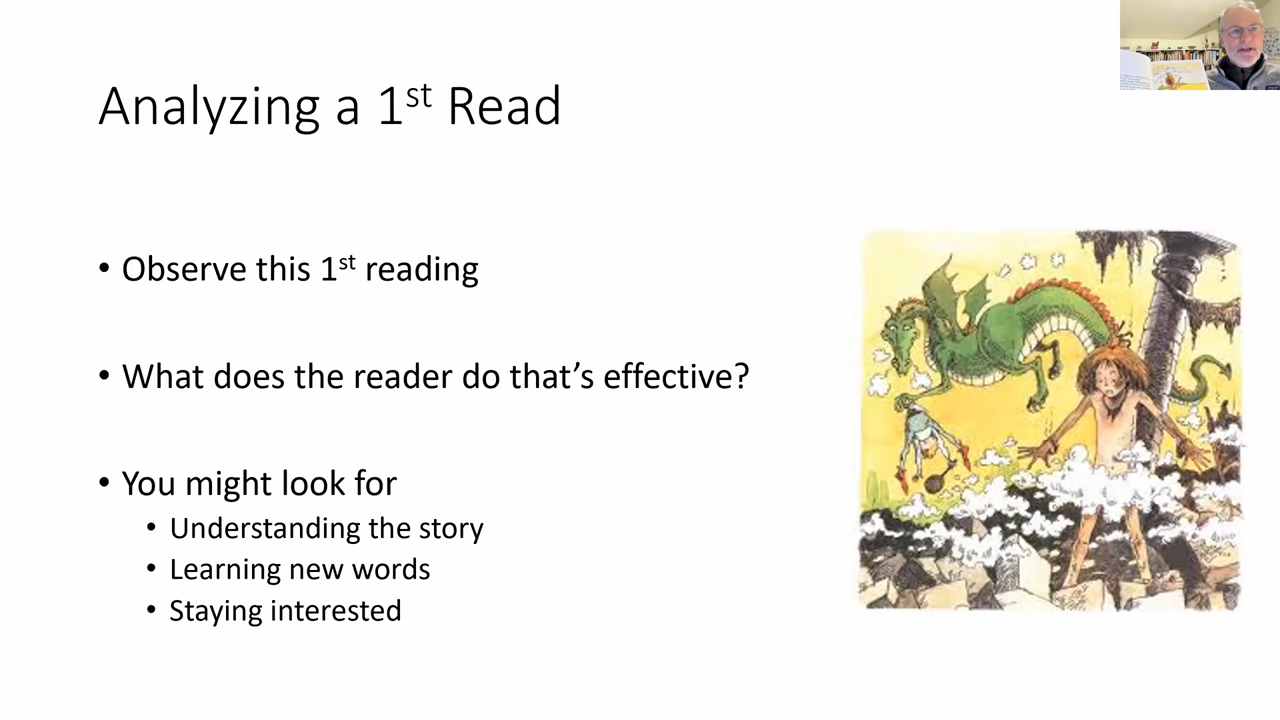 Analyzing a 1st Read
• Observe this 1st reading
• What does the reader do that’s effective?
• You might look for
• Understanding the story
• Learning new words
• Staying interested